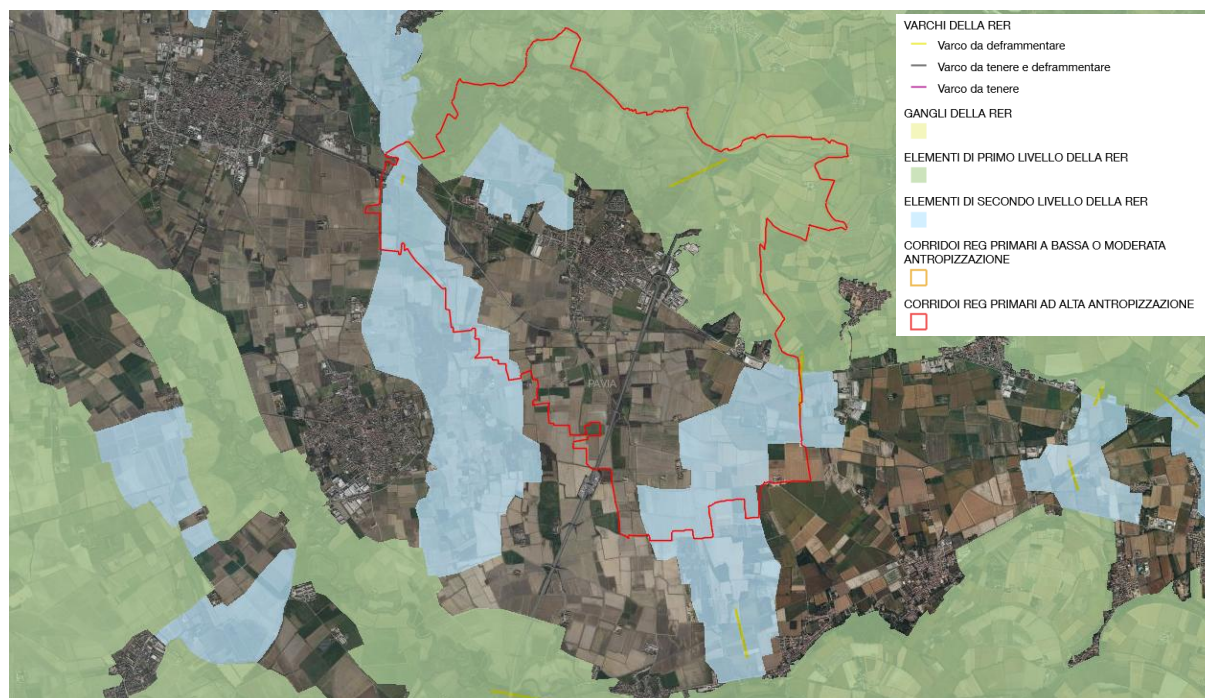 VARCHI DELLA RER
Varco da deframmentare
Varco da tenere e deframmentare
Varco da tenere
GANGLI DELLA RER
ELEMENTI DI PRIMO LIVELLO DELLA RER
ELEMENTI DI SECONDO LIVELLO DELLA RER
CORRIDOI REG PRIMARI A BASSA O MODERATA
ANTROPIZZAZIONE
CORRIDOI REG PRIMARI AD ALTA ANTROPIZZAZIONE
PAVIA